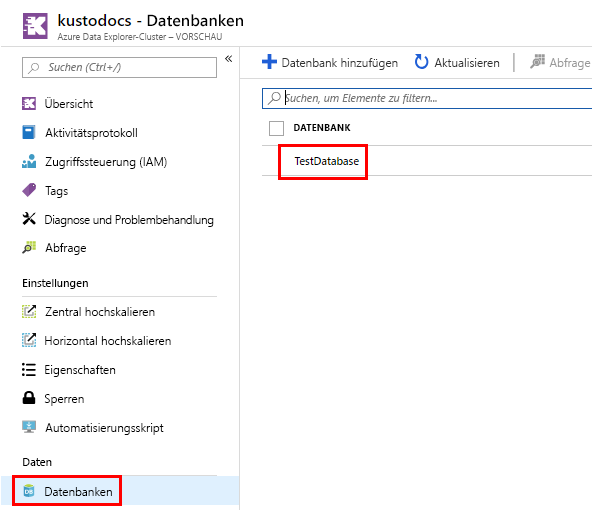 kustodocs - Datenbanken
Azure Data Explorer-Cluster – VORSCHAU
Suchen (Ctrl+/)
«
Übersicht
Aktivitätsprotokoll
Zugriffssteuerung (IAM)
Tags
Diagnose und Problembehandlung
Abfrage
Einstellungen
Zentral hochskalieren
Horizontal hochskalieren
Eigenschaften
Sperren
Automatisierungsskript
Daten
Datenbanken
Datenbank hinzufügen
Aktualisieren
Abfrage
Suchen, um Elemente zu filtern...
DATENBANK
TestDatabase